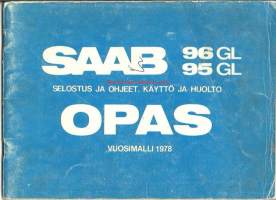 SAAB 96 GL
95 GL
SELOSTUS JA OHJEET. KÄYTTÖ JA HUOLTO
OPAS
VUOSIMALLI 1978